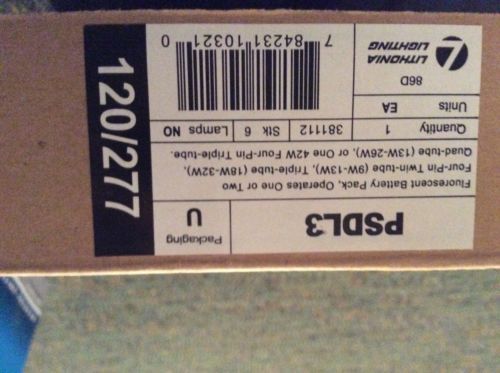 PSDL3
Packaging
U
Fluorescent Battery Pack, Operates One or Two
Four-Pin Twin-tube (9W-13W), Triple-tube (18W-32W),
Quad-tube (13W-26W), or One 42W Four-Pin Triple-tube.
Quantity 1 381112 Stk 6 Lamps NO
Units EA
86D
LITHONIA
LIGHTING
7 84231 10321 0
120/277